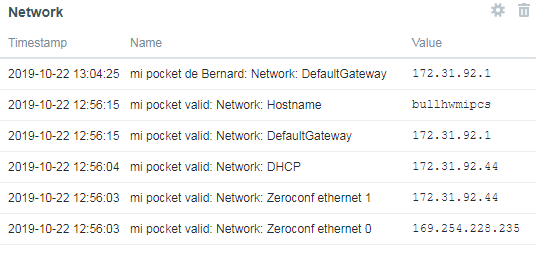 Network
Timestamp Name Value
2019-10-22 13:04:25 mi pocket de Bernard: Network: DefaultGateway 172.31.92.1
2019-10-22 12:56:15 mi pocket valid: Network: Hostname bullhwmipcs
2019-10-22 12:56:15 mi pocket valid: Network: DefaultGateway 172.31.92.1
2019-10-22 12:56:04 mi pocket valid: Network: DHCP 172.31.92.44
2019-10-22 12:56:03 mi pocket valid: Network: Zeroconf ethernet 1 172.31.92.44
2019-10-22 12:56:03 mi pocket valid: Network: Zeroconf ethernet 0 169.254.228.235